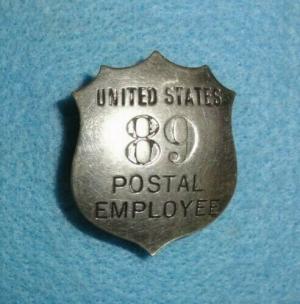 UNITED STATES
89
POSTAL
EMPLOYEE